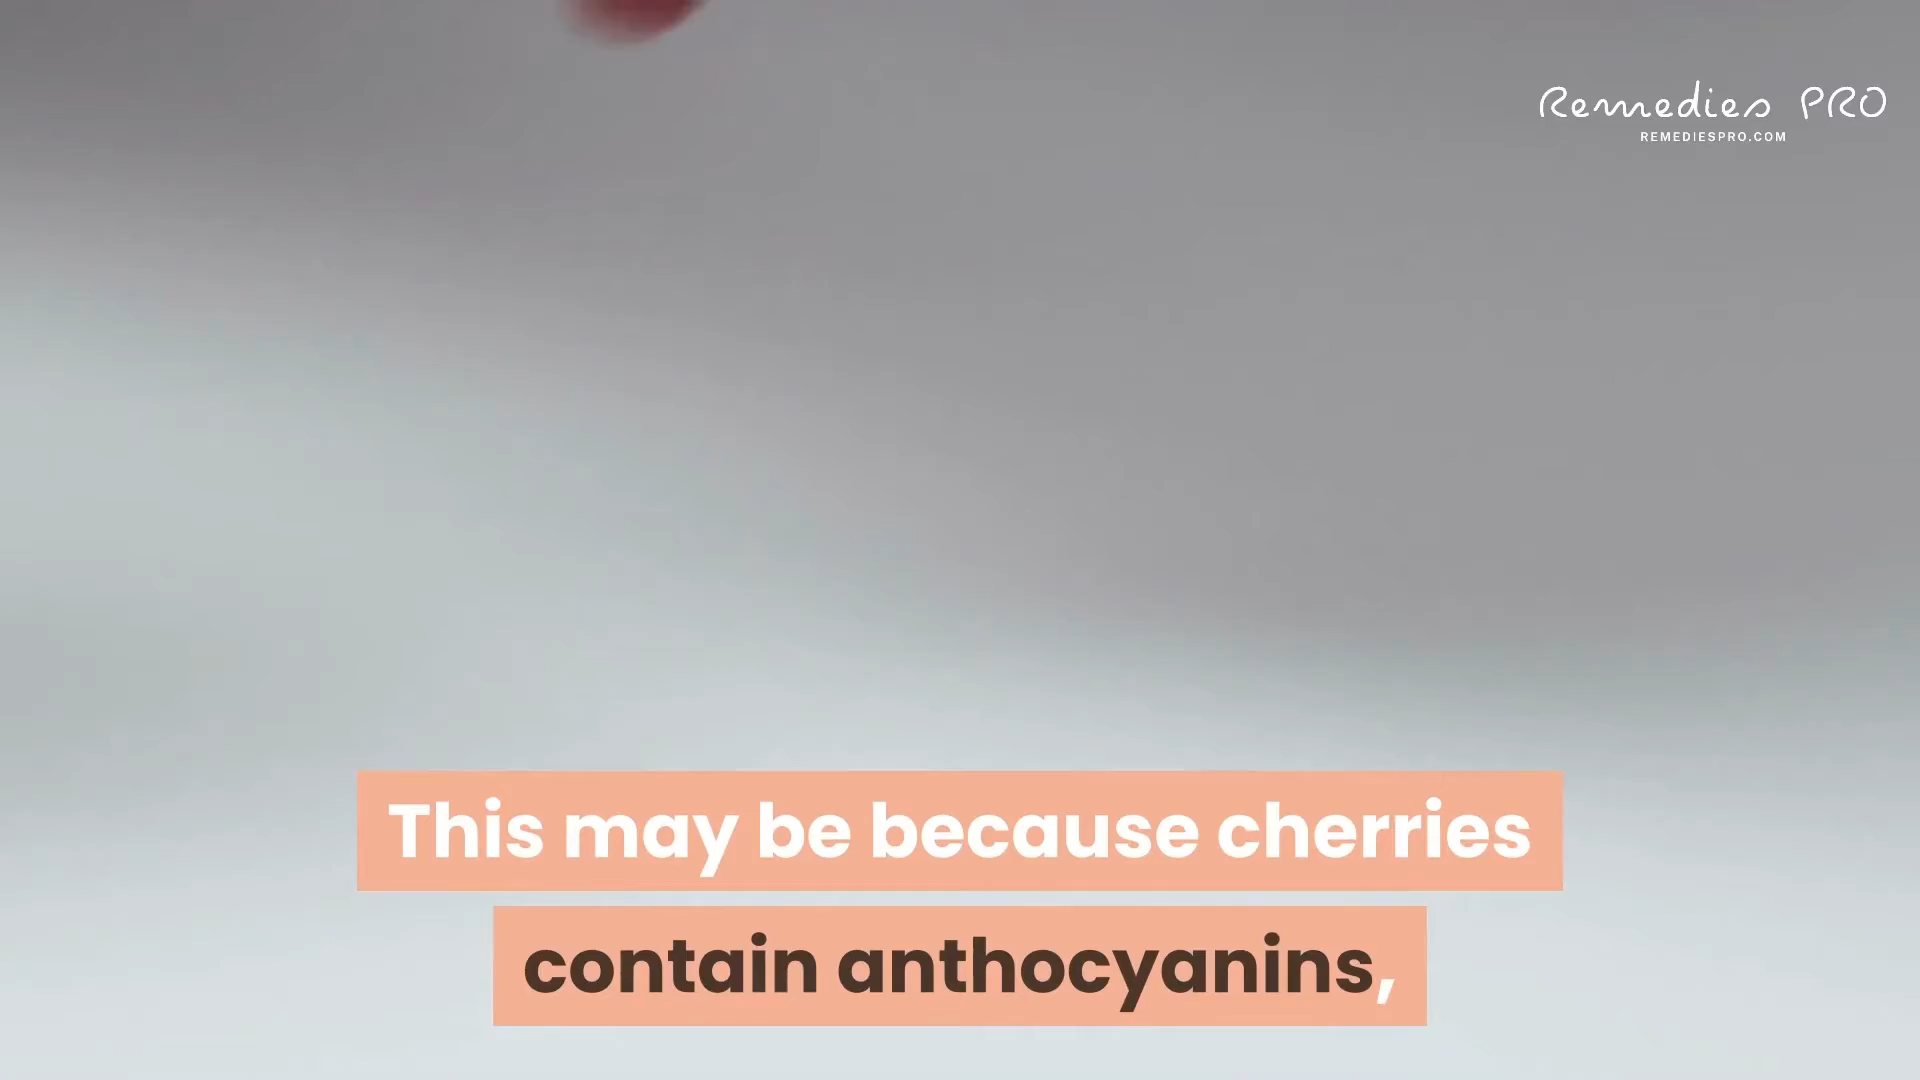 Remedies PRO
REMEDIESPRO.COM
This may be because cherries
contain anthocyanins,